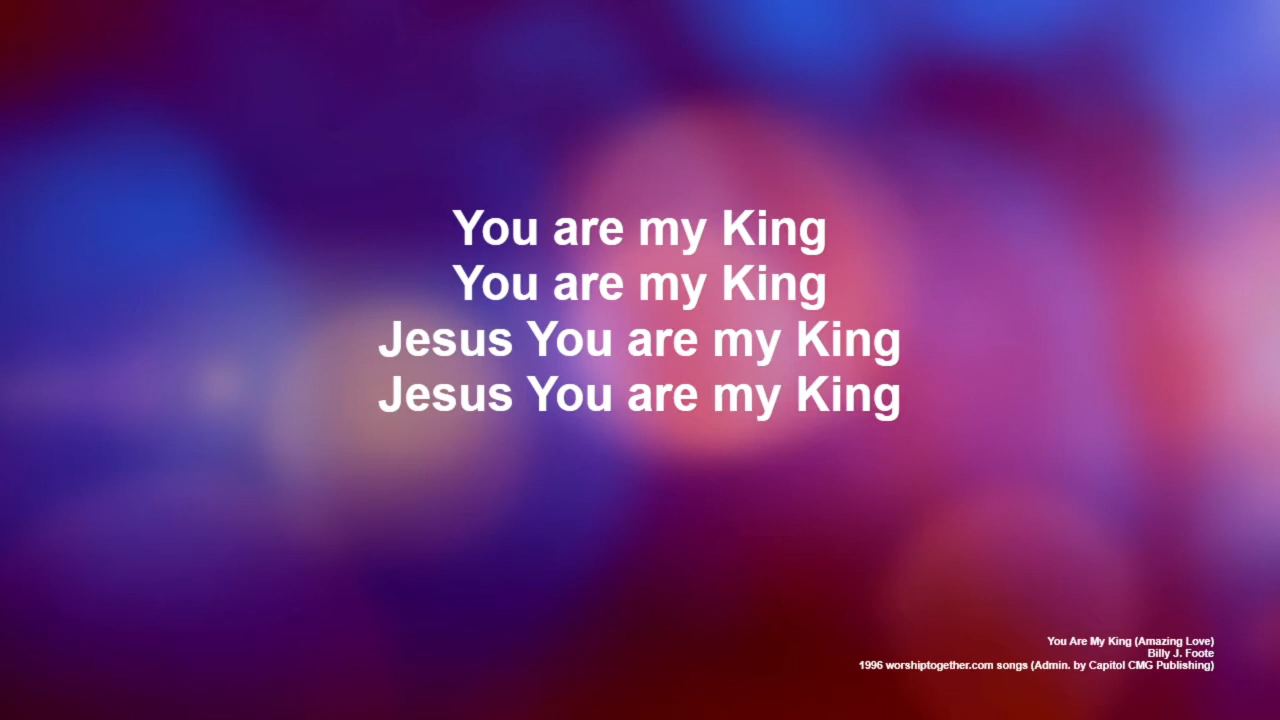 You are my King
You are my King
Jesus You are my King
Jesus You are my King
You Are My King (Amazing Love)
Billy J. Foote
1996 worshiptogether.com songs (Admin. by Capitol CMG Publishing)